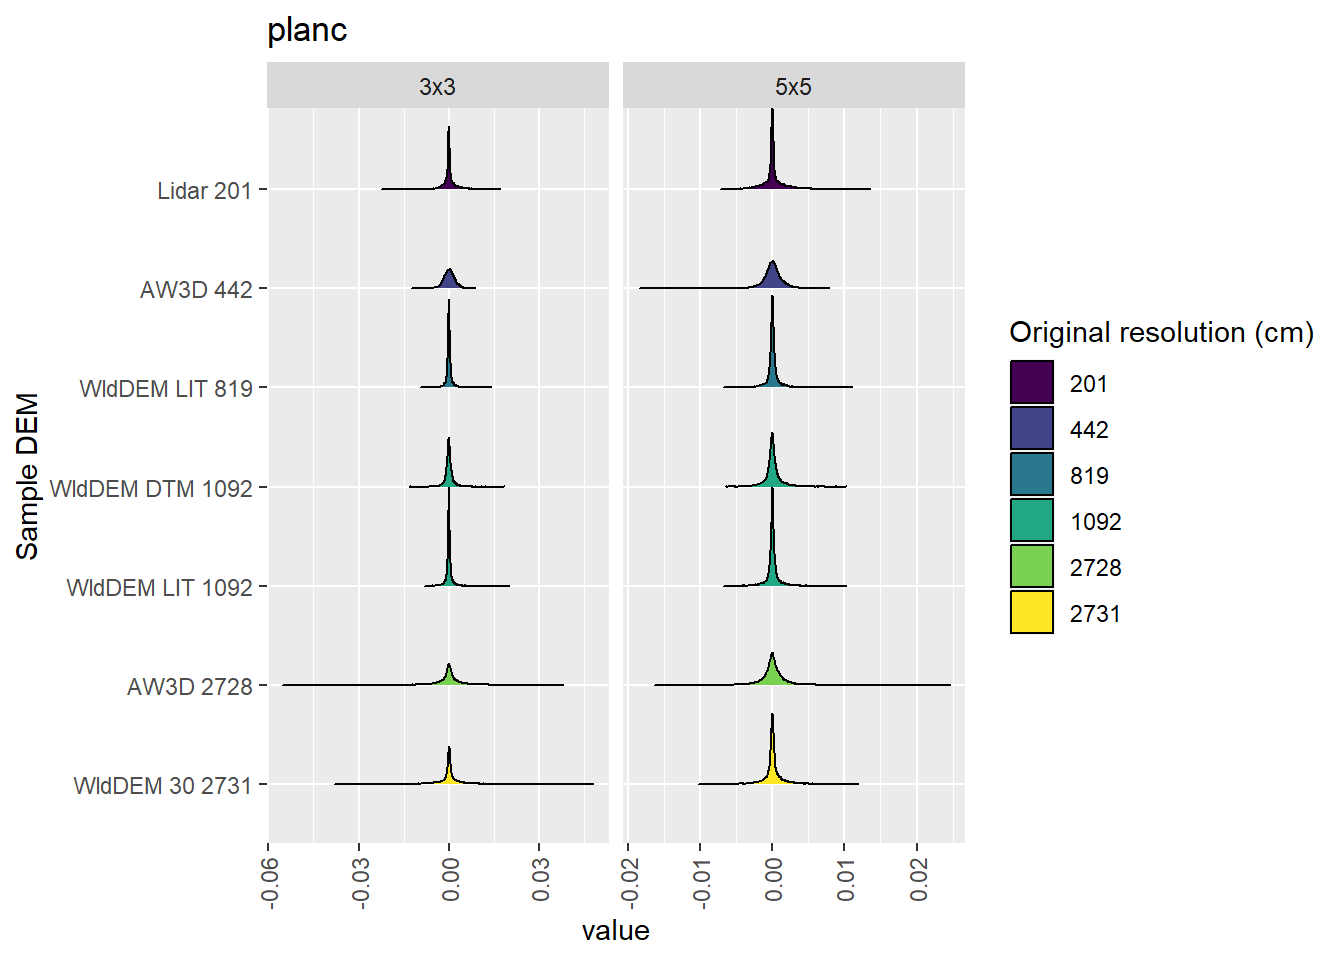 planc
3x3
5x5
Sample DEM
Lidar 201
AW3D 442
WldDEM LIT 819
WldDEM DTM 1092
WldDEM LIT 1092
AW3D 2728
WldDEM 30 2731
-0.06
-0.03
0.00
0.03
-0.02
-0.01
0.00
0.01
0.02
value
Original resolution (cm)
201
442
819
1092
2728
2731